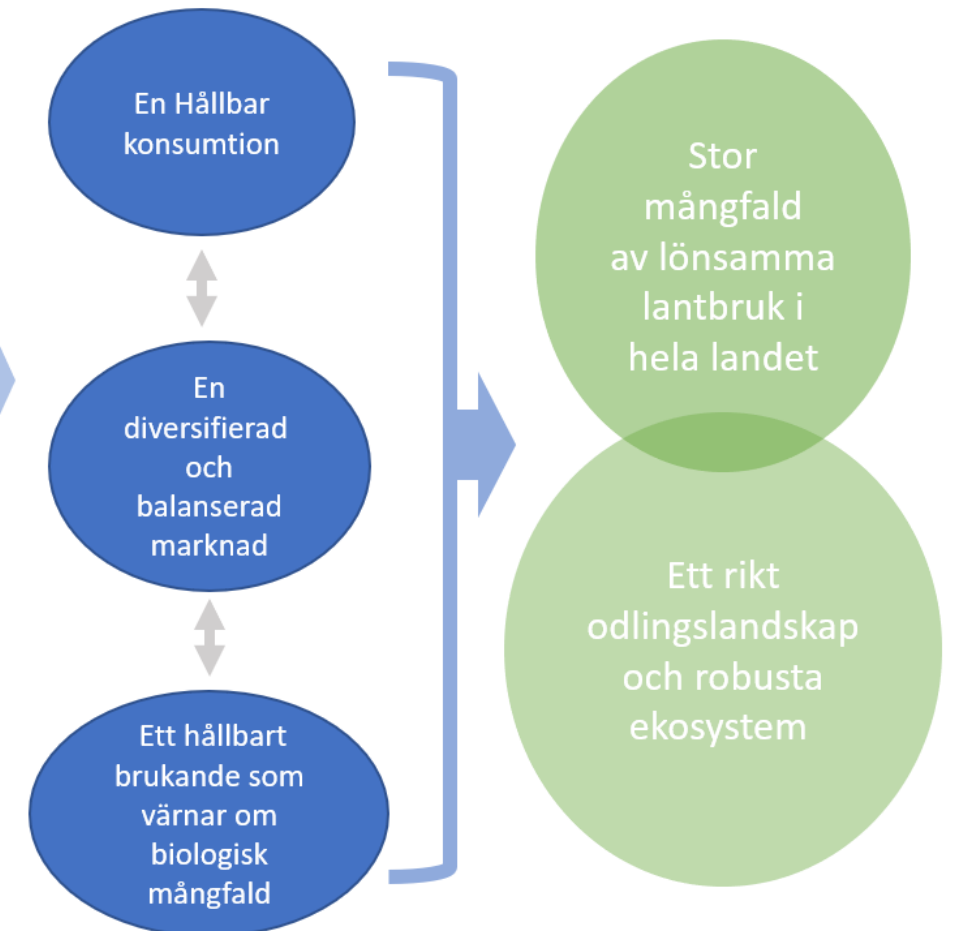 En Hållbar
konsumtion
En
diversifierad
och
balanserad
marknad
Ett hållbart
brukande som
värnar om
biologisk
mångfald
Stor
mångfald
av lönsamma
lantbruk i
hela landet
Ett rikt
odlingslandskap
och robusta
ekosystem